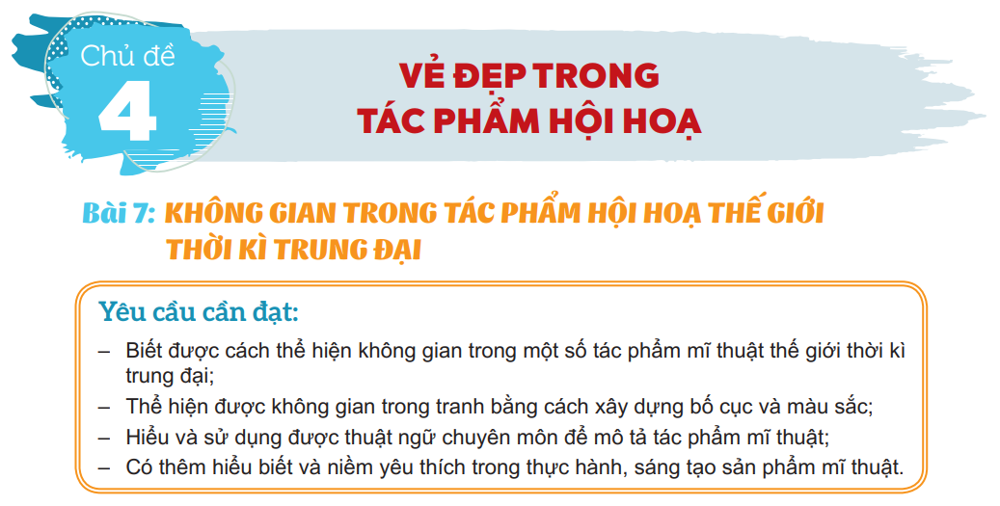 Chủ đề
4
VẺ ĐẸP TRONG
TÁC PHẨM HỘI HOẠ
Bài 7: KHÔNG GIAN TRONG TÁC PHẨM HỘI HOẠ THẾ GIỚI
THỜI KÌ TRUNG ĐẠI
Yêu cầu cần đạt:
– Biết được cách thể hiện không gian trong một số tác phẩm mĩ thuật thế giới thời kì
trung đại;
– Thể hiện được không gian trong tranh bằng cách xây dựng bố cục và màu sắc;
– Hiểu và sử dụng được thuật ngữ chuyên môn để mô tả tác phẩm mĩ thuật;
– Có thêm hiểu biết và niềm yêu thích trong thực hành, sáng tạo sản phẩm mĩ thuật.